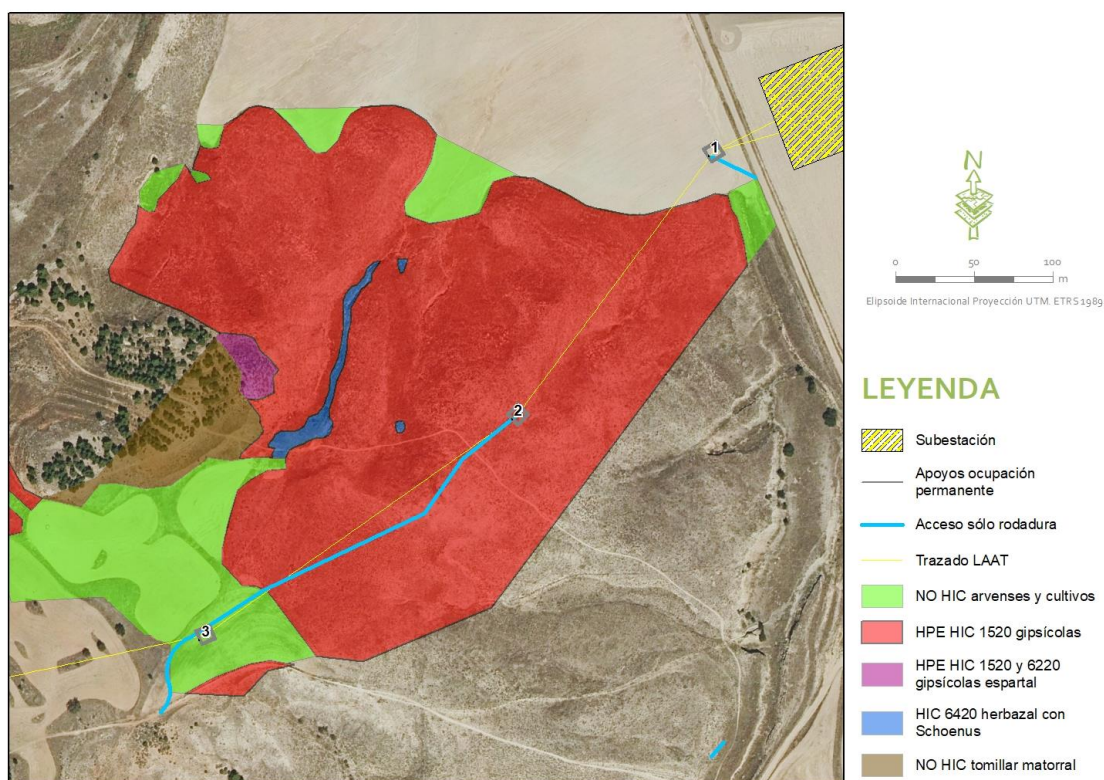 1
2
3
N
0 50 100
m
Elipsoide Internacional Proyección UTM. ETRS 1989
LEYENDA
Subestación
Apoyos ocupación
permanente
Acceso sólo rodadura
Trazado LAAT
NO HIC arvenses y cultivos
HPE HIC 1520 gipsícolas
HPE HIC 1520 y 6220
gipsícolas espartal
HIC 6420 herbazal con
Schoenus
NO HIC tomillar matorral